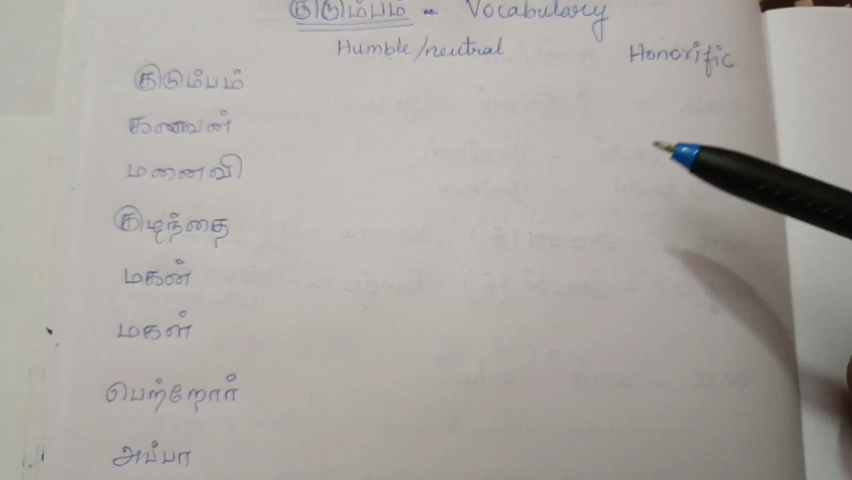 குடும்பம் - Vocabulary
Humble/neutral Honorific
குடும்பம்
கணவன்
மனைவி
குழந்தை
மகன்
மகள்
பெற்றோர்
அப்பா